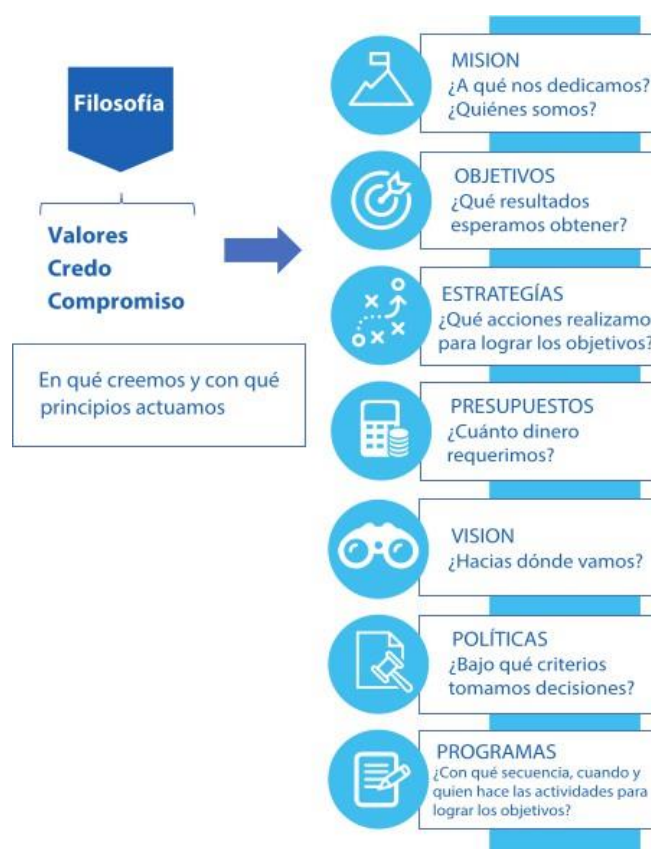 Filosofía
Valores
Credo
Compromiso
En qué creemos y con qué
principios actuamos
MISION
¿A qué nos dedicamos?
¿Quiénes somos?
OBJETIVOS
¿Qué resultados
esperamos obtener?
ESTRATEGÍAS
¿Qué acciones realizamo
para lograr los objetivos?
PRESUPUESTOS
¿Cuánto dinero
requerimos?
VISION
¿Hacias dónde vamos?
POLÍTICAS
¿Bajo qué criterios
tomamos decisiones?
PROGRAMAS
¿Con qué secuencia, cuando y
quien hace las actividades para
lograr los objetivos?